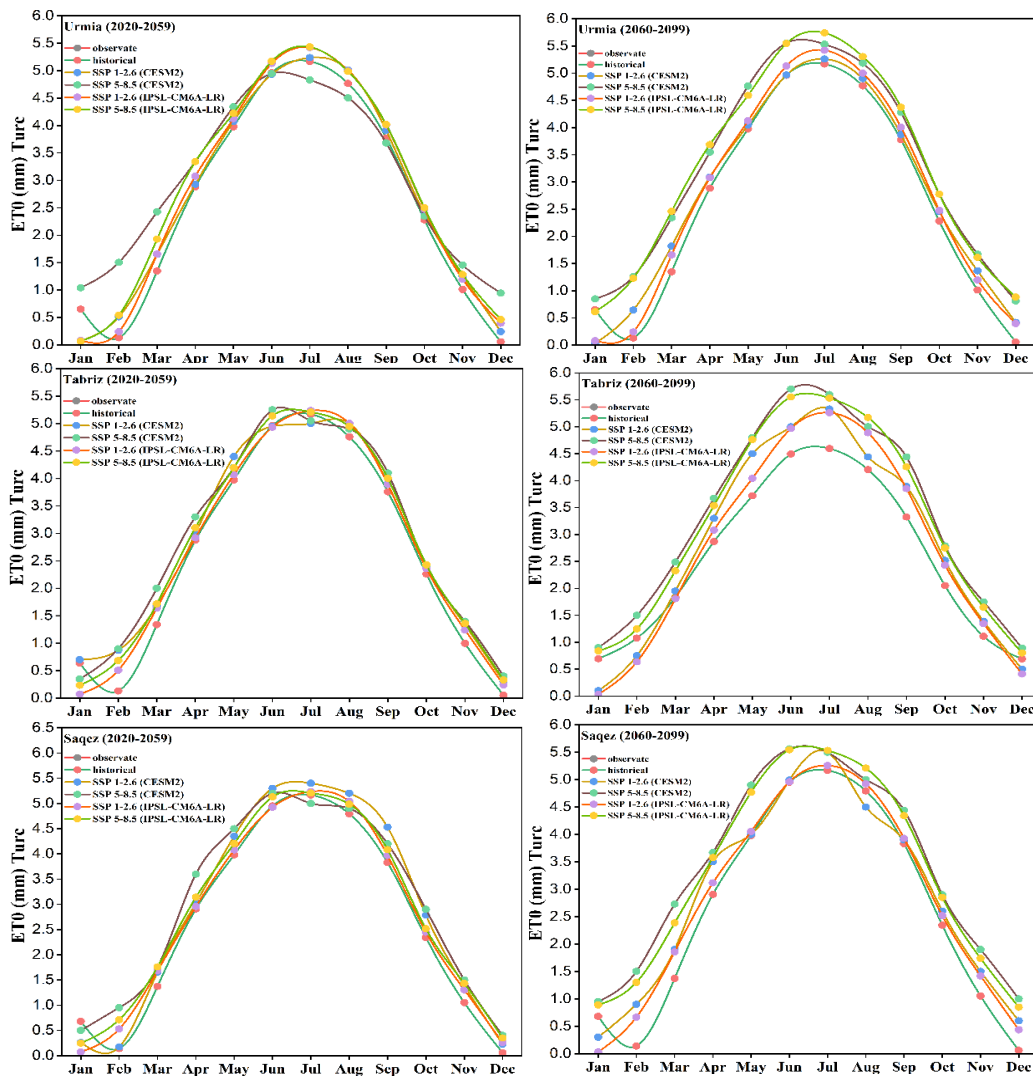 Urmia (2020-2059)
observate
historical
SSP 1-2.6 (CESM2)
SSP 5-8.5 (CESM2)
SSP 1-2.6 (IPSL-CM6A-LR)
SSP 5-8.5 (IPSL-CM6A-LR)
ET0 (mm) Turc
6.0
5.5
5.0
4.5
4.0
3.5
3.0
2.5
2.0
1.5
1.0
0.5
0.0
Jan Feb Mar Apr May Jun Jul Aug Sep Oct Nov Dec
Urmia (2060-2099)
observate
historical
SSP 1-2.6 (CESM2)
SSP 5-8.5 (CESM2)
SSP 1-2.6 (IPSL-CM6A-LR)
SSP 5-8.5 (IPSL-CM6A-LR)
ET0 (mm) Turc
6.0
5.5
5.0
4.5
4.0
3.5
3.0
2.5
2.0
1.5
1.0
0.5
0.0
Jan Feb Mar Apr May Jun Jul Aug Sep Oct Nov Dec
Tabriz (2020-2059)
observate
historical
SSP 1-2.6 (CESM2)
SSP 5-8.5 (CESM2)
SSP 1-2.6 (IPSL-CM6A-LR)
SSP 5-8.5 (IPSL-CM6A-LR)
ET0 (mm) Turc
6.0
5.5
5.0
4.5
4.0
3.5
3.0
2.5
2.0
1.5
1.0
0.5
0.0
Jan Feb Mar Apr May Jun Jul Aug Sep Oct Nov Dec
Tabriz (2060-2099)
observate
historical
SSP 1-2.6 (CESM2)
SSP 5-8.5 (CESM2)
SSP 1-2.6 (IPSL-CM6A-LR)
SSP 5-8.5 (IPSL-CM6A-LR)
ET0 (mm) Turc
6.0
5.5
5.0
4.5
4.0
3.5
3.0
2.5
2.0
1.5
1.0
0.5
0.0
Jan Feb Mar Apr May Jun Jul Aug Sep Oct Nov Dec
Saqez (2020-2059)
observate
historical
SSP 1-2.6 (CESM2)
SSP 5-8.5 (CESM2)
SSP 1-2.6 (IPSL-CM6A-LR)
SSP 5-8.5 (IPSL-CM6A-LR)
ET0 (mm) Turc
6.5
6.0
5.5
5.0
4.5
4.0
3.5
3.0
2.5
2.0
1.5
1.0
0.5
0.0
Jan Feb Mar Apr May Jun Jul Aug Sep Oct Nov Dec
Saqez (2060-2099)
observate
historical
SSP 1-2.6 (CESM2)
SSP 5-8.5 (CESM2)
SSP 1-2.6 (IPSL-CM6A-LR)
SSP 5-8.5 (IPSL-CM6A-LR)
ET0 (mm) Turc
6.0
5.5
5.0
4.5
4.0
3.5
3.0
2.5
2.0
1.5
1.0
0.5
0.0
Jan Feb Mar Apr May Jun Jul Aug Sep Oct Nov Dec